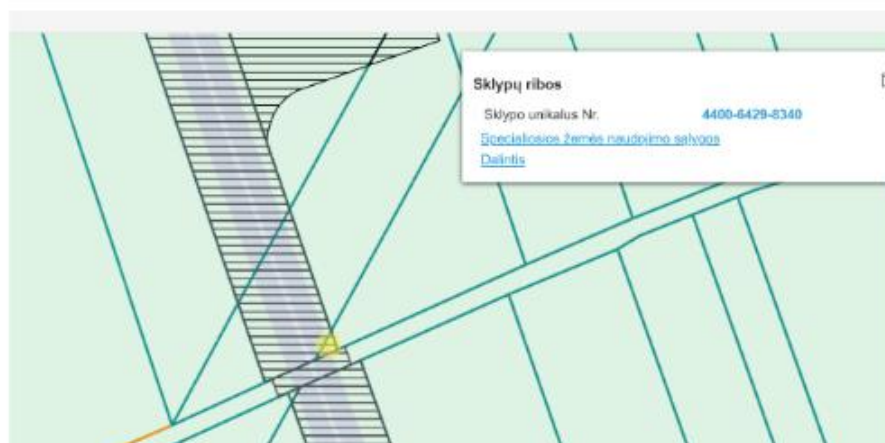 Sklypų ribos
Sklypo unikalus Nr. 4400-6429-8340
Specialiosios žemės naudojimo sąlygos
Dalintis